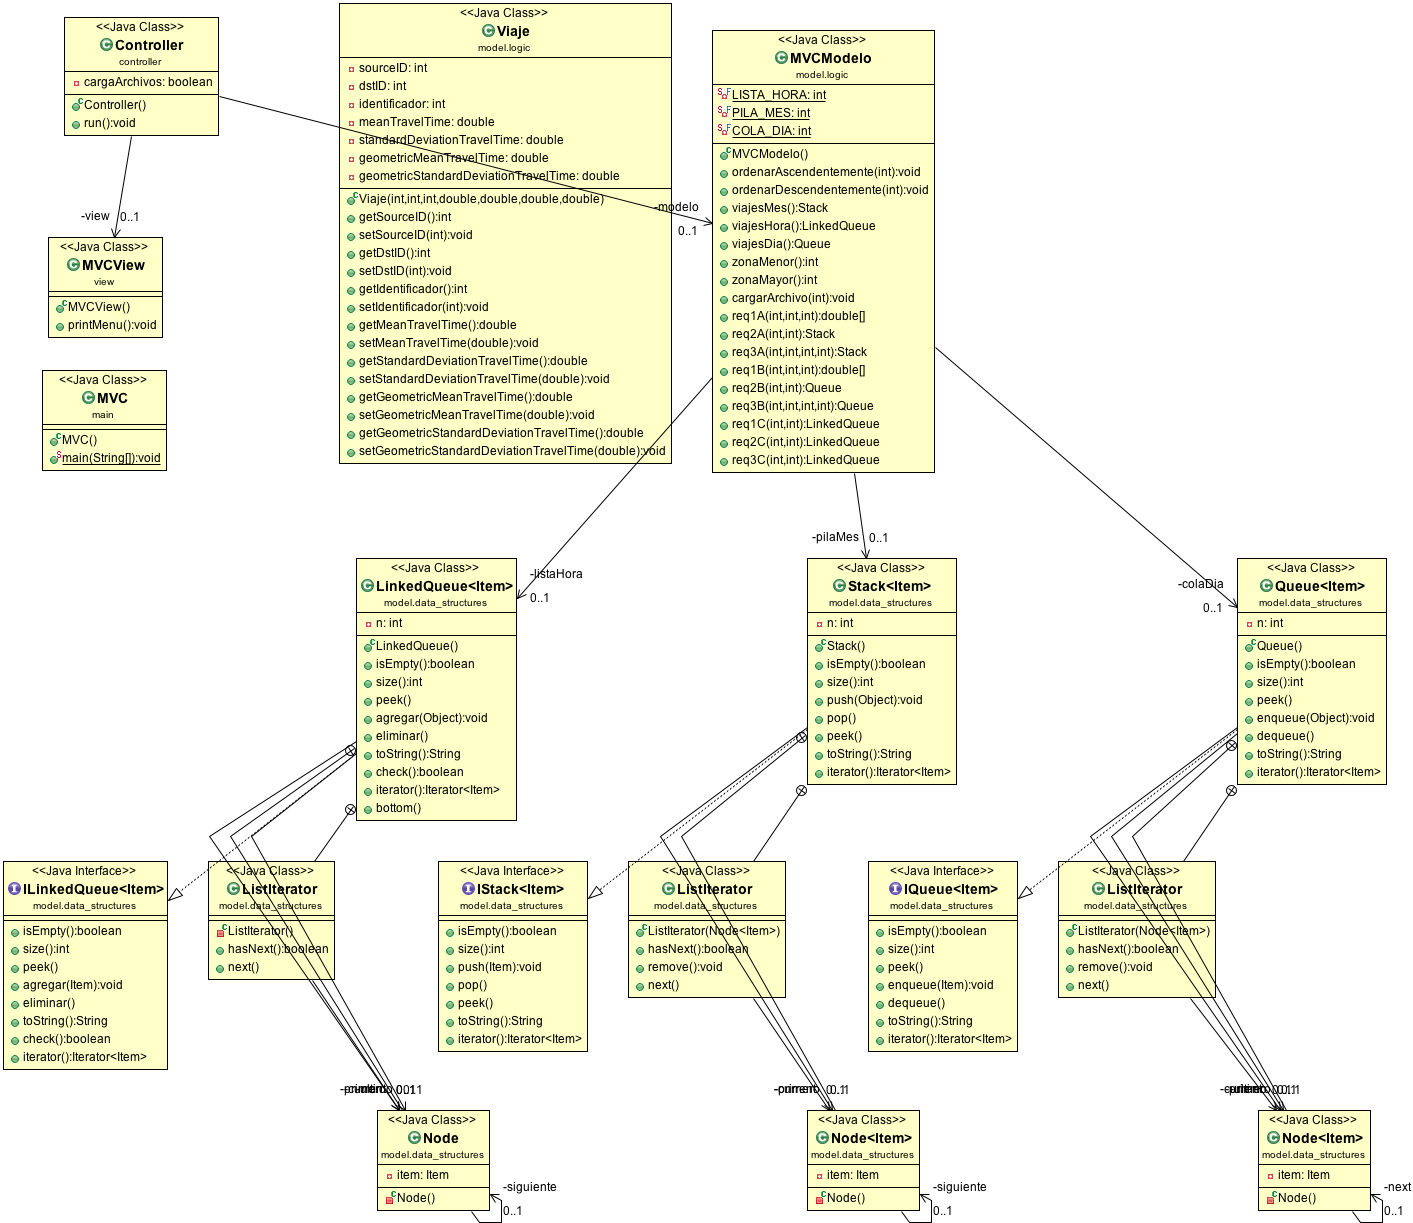 <<Java Class>>
Controller
controller
cargaArchivos: boolean
Controller()
run():void
-view
0..1
<<Java Class>>
MVCView
view
MVCView()
printMenu():void
<<Java Class>>
MVC
main
MVC()
main(String[]):void
<<Java Class>>
Viaje
model.logic
sourceID: int
dstID: int
identificador: int
meanTravelTime: double
standardDeviationTravelTime: double
geometricMeanTravelTime: double
geometricStandardDeviationTravelTime: double
Viaje(int,int,int,double,double,double,double)
getSourceID():int
setSourceID(int):void
getDstID():int
setDstID(int):void
getIdentificador():int
setIdentificador(int):void
getMeanTravelTime():double
setMeanTravelTime(double):void
getStandardDeviationTravelTime():double
setStandardDeviationTravelTime(double):void
getGeometricMeanTravelTime():double
setGeometricMeanTravelTime(double):void
getGeometricStandardDeviationTravelTime():double
setGeometricStandardDeviationTravelTime(double):void
-modelo
0..1
<<Java Class>>
MVCModelo
model.logic
LISTA_HORA: int
PILA_MES: int
COLA_DIA: int
MVCModelo()
ordenarAscendentemente(int):void
ordenarDescendentemente(int):void
viajesMes():Stack
viajesHora():LinkedQueue
viajesDia():Queue
zonaMenor():int
zonaMayor():int
cargarArchivo(int):void
req1A(int,int,int):double[]
req2A(int,int):Stack
req3A(int,int,int,int):Stack
req1B(int,int,int):double[]
req2B(int,int):Queue
req3B(int,int,int,int):Queue
req1C(int,int):LinkedQueue
req2C(int,int):LinkedQueue
req3C(int,int):LinkedQueue
-listaHora
0..1
-pilaMes
0..1
-colaDia
0..1
<<Java Class>>
LinkedQueue<Item>
model.data_structures
n: int
LinkedQueue()
isEmpty():boolean
size():int
peek()
agregar(Object):void
eliminar()
toString():String
check():boolean
iterator():Iterator<Item>
bottom()
<<Java Class>>
Stack<Item>
model.data_structures
n: int
Stack()
isEmpty():boolean
size():int
push(Object):void
pop()
peek()
toString():String
iterator():Iterator<Item>
<<Java Class>>
Queue<Item>
model.data_structures
n: int
Queue()
isEmpty():boolean
size():int
peek()
enqueue(Object):void
dequeue()
toString():String
iterator():Iterator<Item>
<<Java Interface>>
ILinkedQueue<Item>
model.data_structures
isEmpty():boolean
size():int
peek()
agregar(Item):void
eliminar()
toString():String
check():boolean
iterator():Iterator<Item>
<<Java Class>>
ListIterator
model.data_structures
ListIterator()
hasNext():boolean
next()
<<Java Interface>>
IStack<Item>
model.data_structures
isEmpty():boolean
size():int
push(Item):void
pop()
peek()
toString():String
iterator():Iterator<Item>
<<Java Class>>
ListIterator
model.data_structures
ListIterator(Node<Item>)
hasNext():boolean
remove():void
next()
<<Java Interface>>
IQueue<Item>
model.data_structures
isEmpty():boolean
size():int
peek()
enqueue(Item):void
dequeue()
toString():String
iterator():Iterator<Item>
<<Java Class>>
ListIterator
model.data_structures
ListIterator(Node<Item>)
hasNext():boolean
remove():void
next()
<<Java Class>>
Node
model.data_structures
item: Item
Node()
-siguiente
0..1
<<Java Class>>
Node<Item>
model.data_structures
item: Item
Node()
-siguiente
0..1
<<Java Class>>
Node<Item>
model.data_structures
item: Item
Node()
-next
0..1